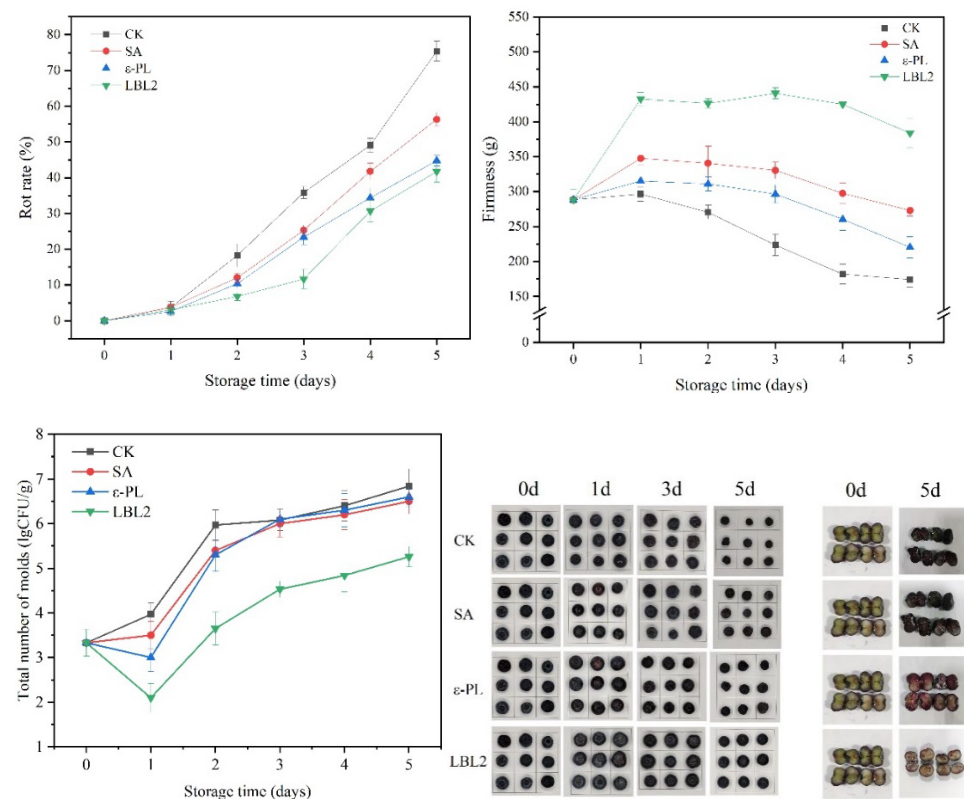 CK
SA
ε-PL
LBL2
Rot rate (%)
80
70
60
50
40
30
20
10
0
0 1 2 3 4 5
Storage time (days)
CK
SA
ε-PL
LBL2
Firmness (g)
550
500
450
400
350
300
250
200
150
0
0 1 2 3 4 5
Storage time (days)
CK
SA
ε-PL
LBL2
Total number of molds (lgCFU/g)
8
7
6
5
4
3
2
1
0 1 2 3 4 5
Storage time (days)
0d 1d 3d 5d 0d 5d
CK
SA
ε-PL
LBL2